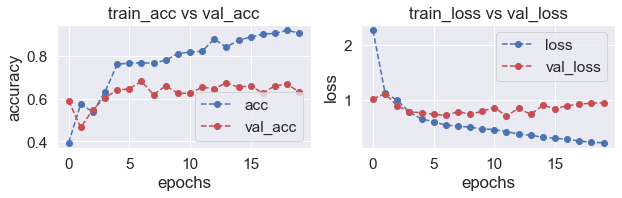 train_acc vs val_acc
accuracy
0.8
0.6
0.4
acc
val_acc
0 5 10 15
epochs
train_loss vs val_loss
loss
2
1
loss
val_loss
0 5 10 15
epochs